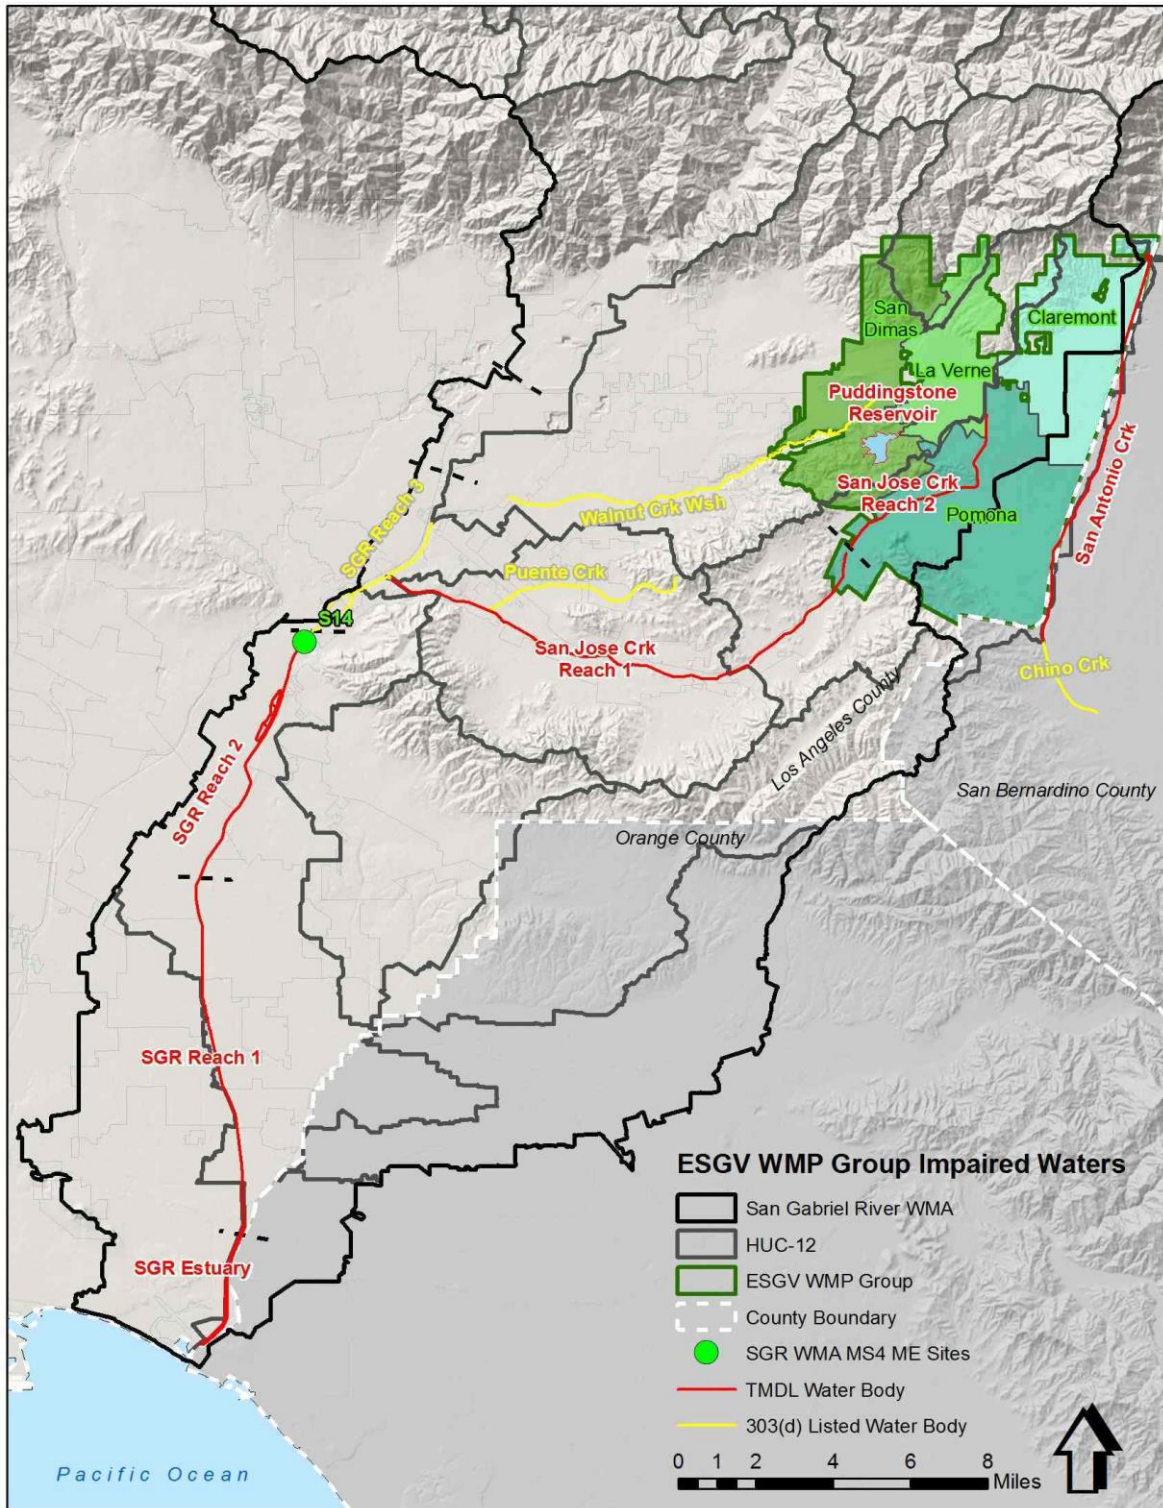 San
Dimas
Claremont
La Verne
Puddingstone
Reservoir
SGR Reach 3
Walnut Crk Wsh
San Jose Crk
Reach 2
Pomona
San Antonio Crk
Puente Crk
S14
San Jose Crk
Reach 1
Chino Crk
Los Angeles County
SGR Reach 2
San Bernardino County
Orange County
SGR Reach 1
SGR Estuary
Pacific Ocean
ESGV WMP Group Impaired Waters
San Gabriel River WMA
HUC-12
ESGV WMP Group
County Boundary
SGR WMA MS4 ME Sites
TMDL Water Body
303(d) Listed Water Body
0 1 2 4 6 8
Miles